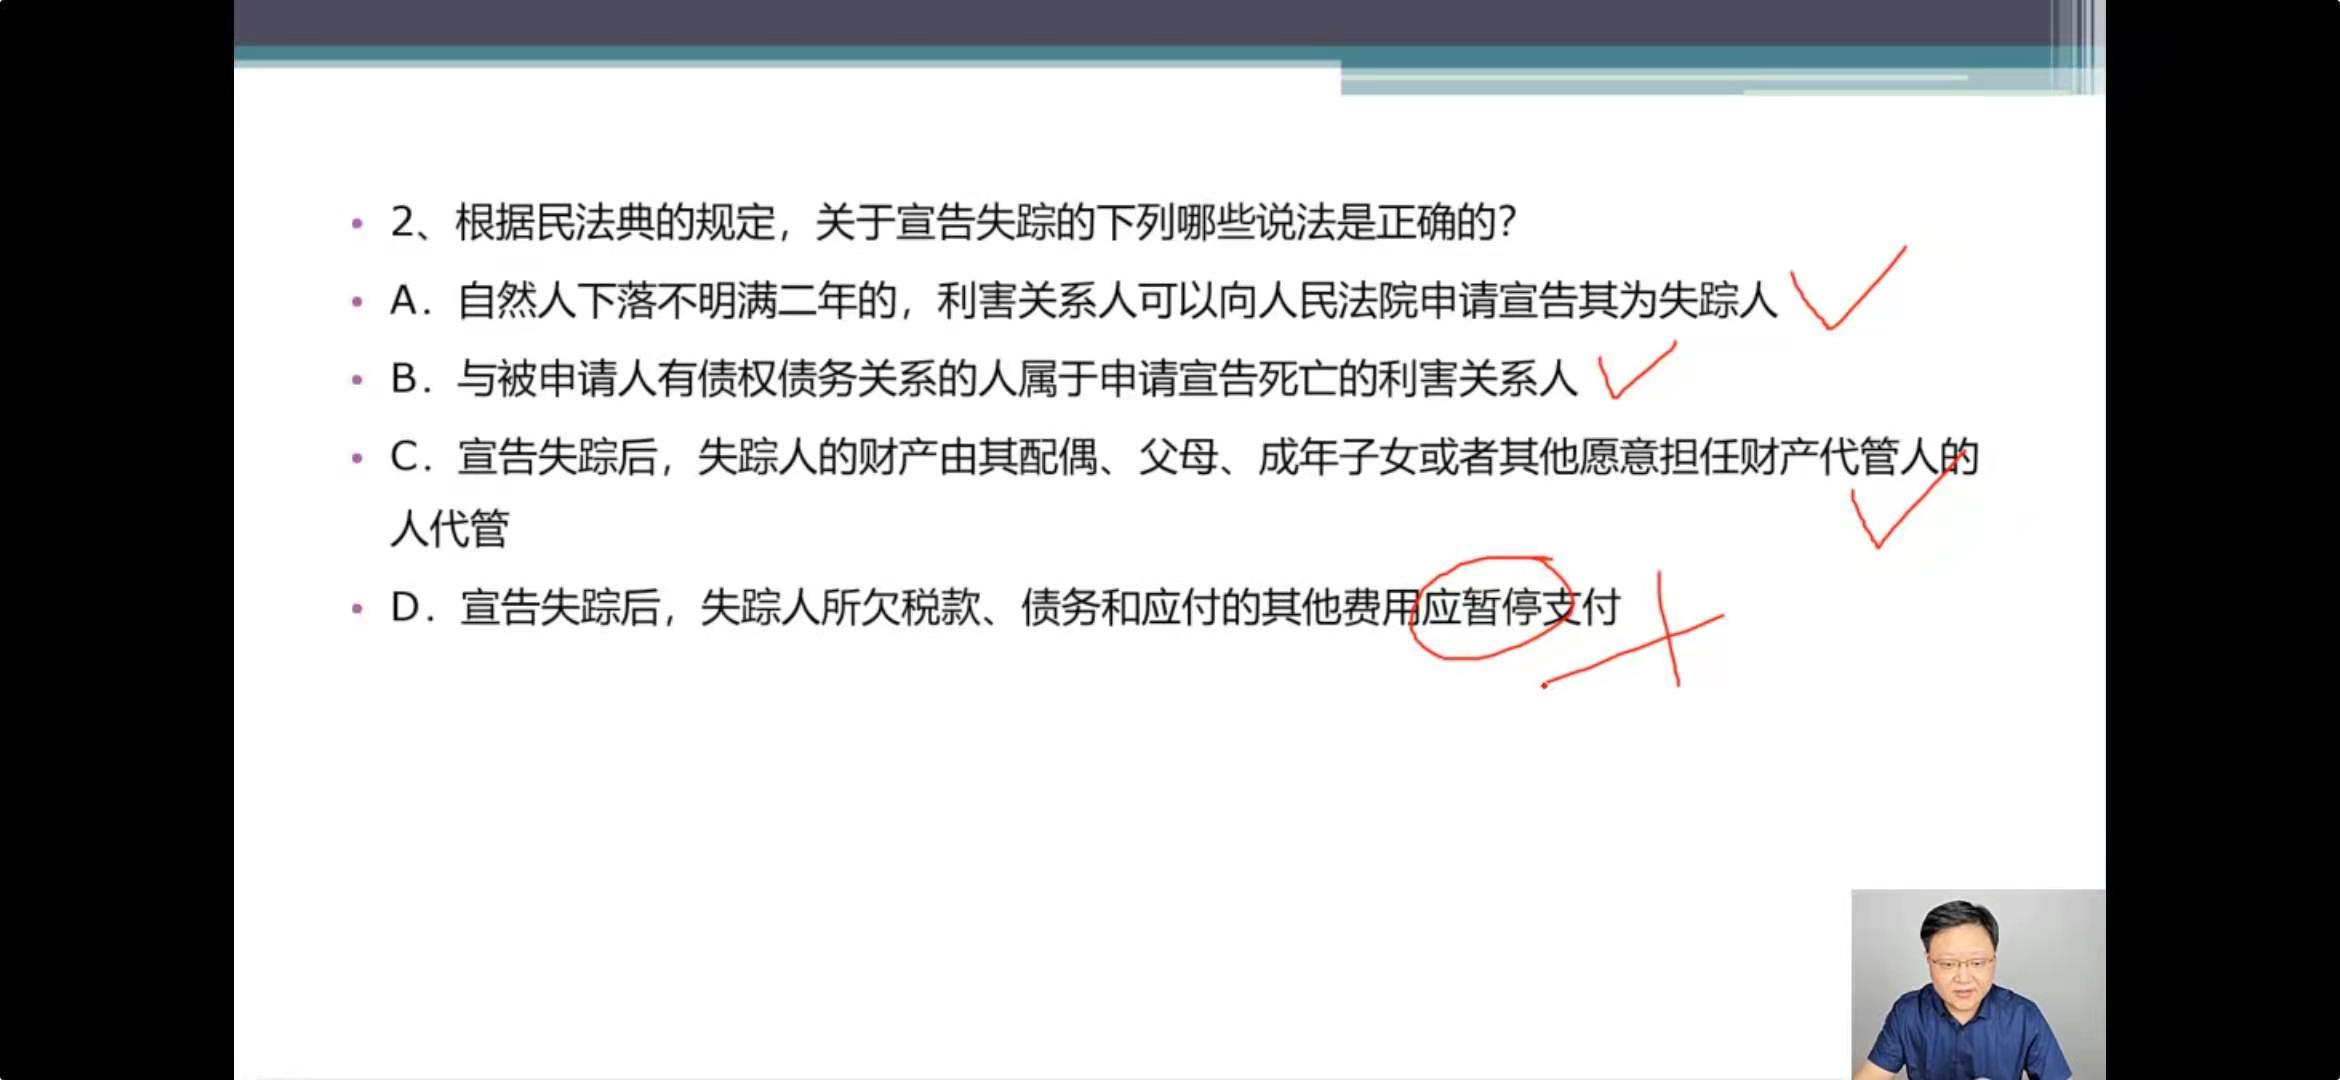 2、根据民法典的规定，关于宣告失踪的下列哪些说法是正确的？
A．自然人下落不明满二年的，利害关系人可以向人民法院申请宣告其为失踪人
B．与被申请人有债权债务关系的人属于申请宣告死亡的利害关系人
C．宣告失踪后，失踪人的财产由其配偶、父母、成年子女或者其他愿意担任财产代管人的
人代管
D．宣告失踪后，失踪人所欠税款、债务和应付的其他费用应暂停支付